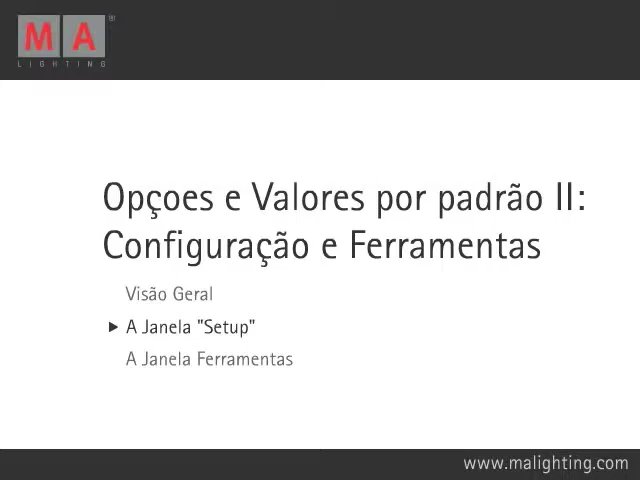 MA®
LIGHTING
Opçoes e Valores por padrão II:
Configuração e Ferramentas
Visão Geral
▶ A Janela "Setup"
A Janela Ferramentas
www.malighting.com